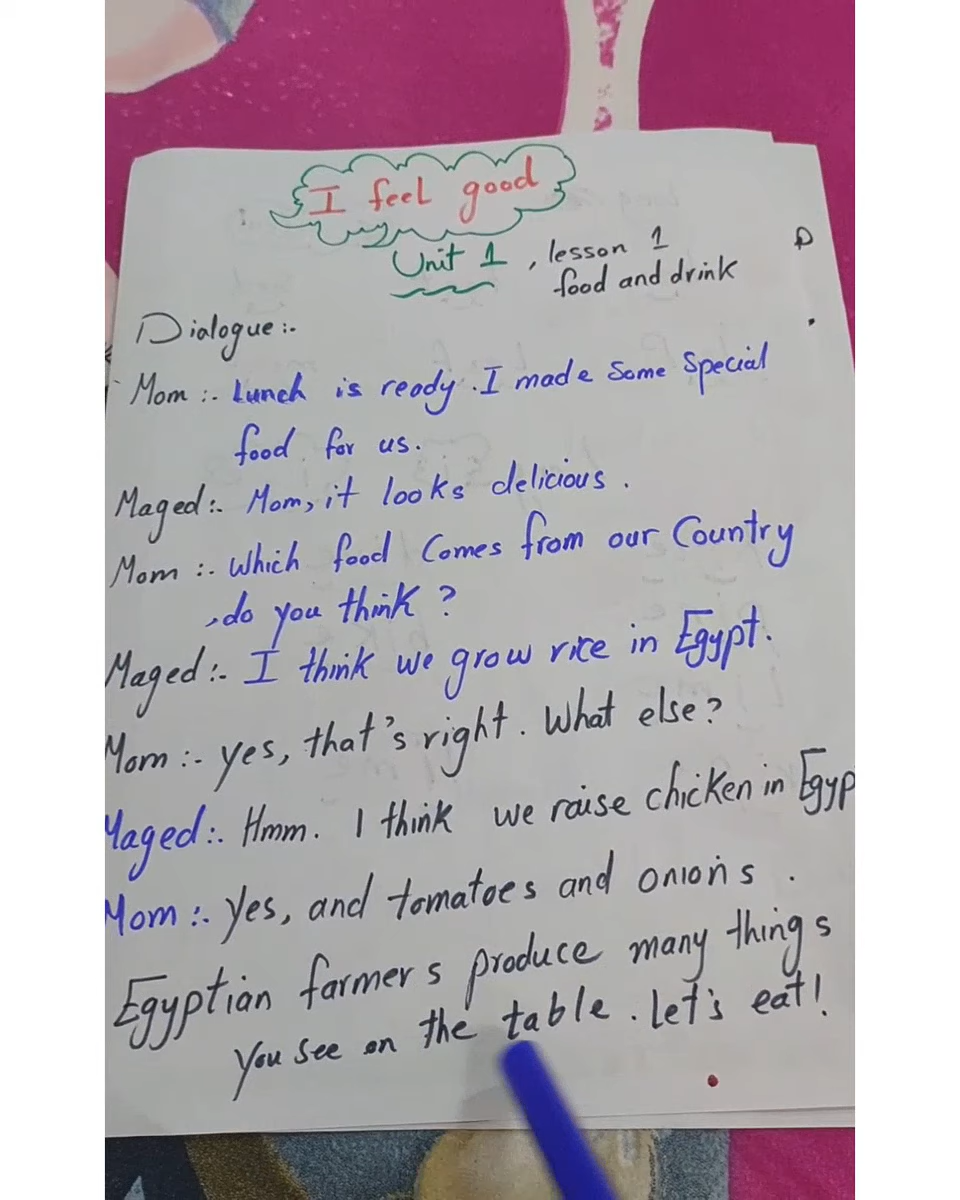 I feel good
Unit 1 , lesson 1
food and drink
Dialogue:-
Mom :- Lunch is ready. I made some special
food for us.
Maged:- Mom, it looks delicious.
Mom :- Which food comes from our Country
, do you think ?
Maged:- I think we grow rice in Egypt.
Mom :- yes, that's right. What else?
Maged:- Hmm. I think we raise chicken in Egyp
Mom :- Yes, and tomatoes and onions.
Egyptian farmers produce many things
you see on the table. Let's eat!